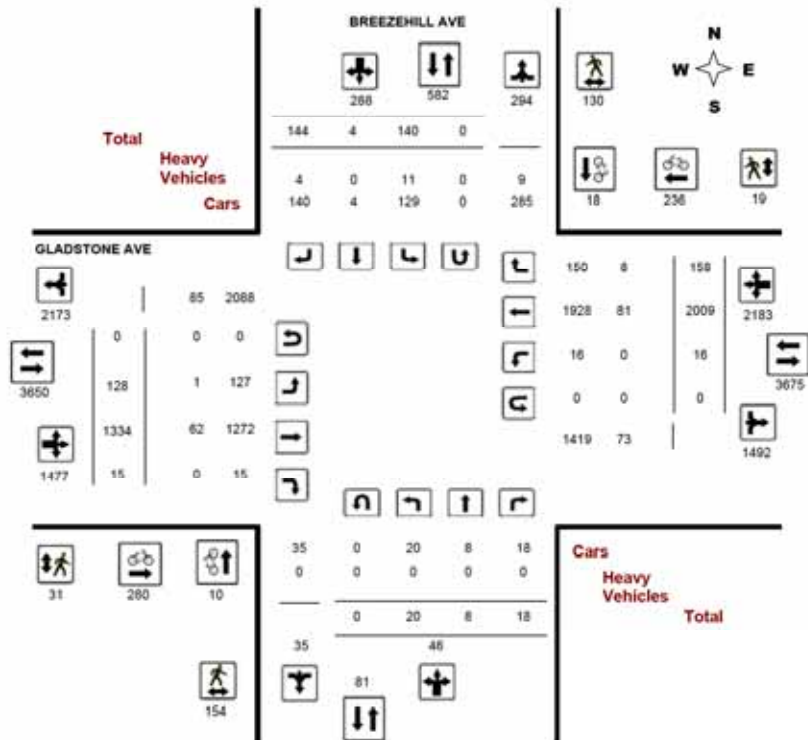 BREEZEHILL AVE
N
W E
S
288 582 294 130
144 4 140 0
Total
Heavy
Vehicles
4 0 11 0 9
Cars
140 4 129 0 285
18 236 19
GLADSTONE AVE
2173
85 2088
150 8 158
2183
1928 81 2009
0 0 0
16 0 16
3650
3675
128 1 127
0 0 0
1334 62 1272
1419 73
1492
1477
15 0 15
35 0 20 8 18
0 0 0 0 0
Cars
Heavy
Vehicles
Total
31 280 10
0 20 8 18
35 46
81
154